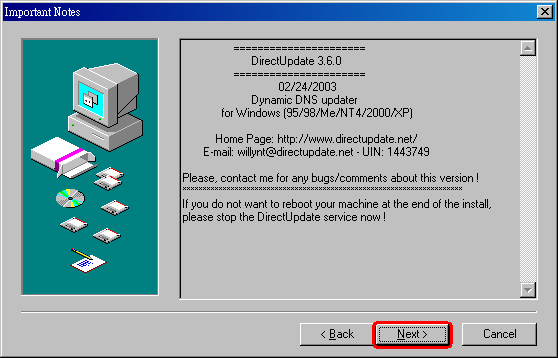 Important Notes
======================
DirectUpdate 3.6.0
======================
02/24/2003
Dynamic DNS updater
for Windows (95/98/Me/NT4/2000/XP)
Home Page: http://www.directupdate.net/
E-mail: willynt@directupdate.net - UIN: 1443749
Please, contact me for any bugs/comments about this version !
**********************************************************************
If you do not want to reboot your machine at the end of the install,
please stop the DirectUpdate service now !
< Back
Next >
Cancel